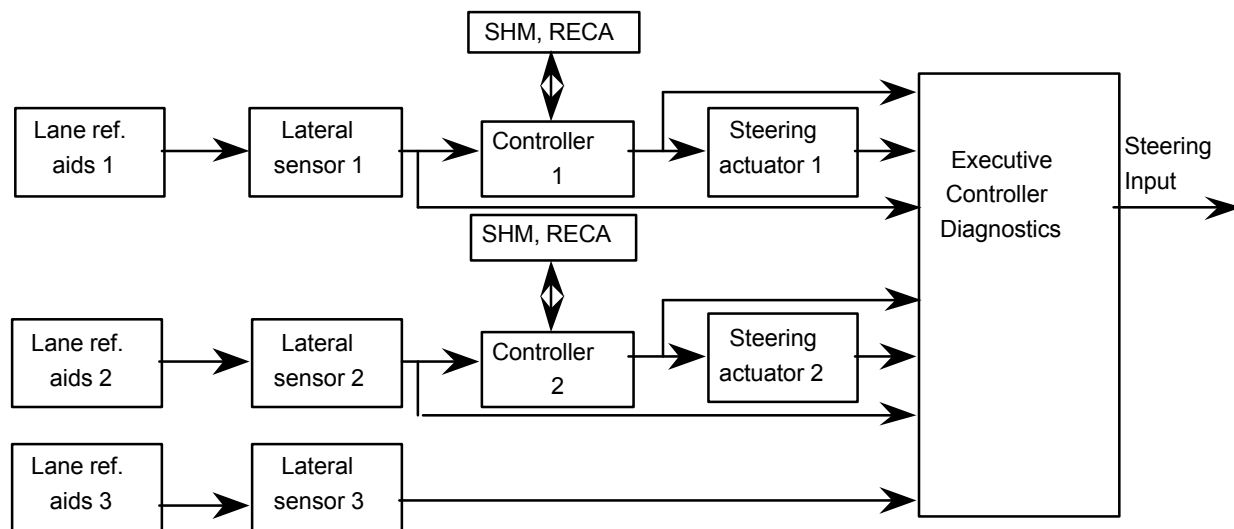 SHM, RECA
Lane ref.
aids 1
Lateral
sensor 1
Controller
1
Steering
actuator 1
Executive
Controller
Diagnostics
Steering
Input
SHM, RECA
Lane ref.
aids 2
Lateral
sensor 2
Controller
2
Steering
actuator 2
Lane ref.
aids 3
Lateral
sensor 3